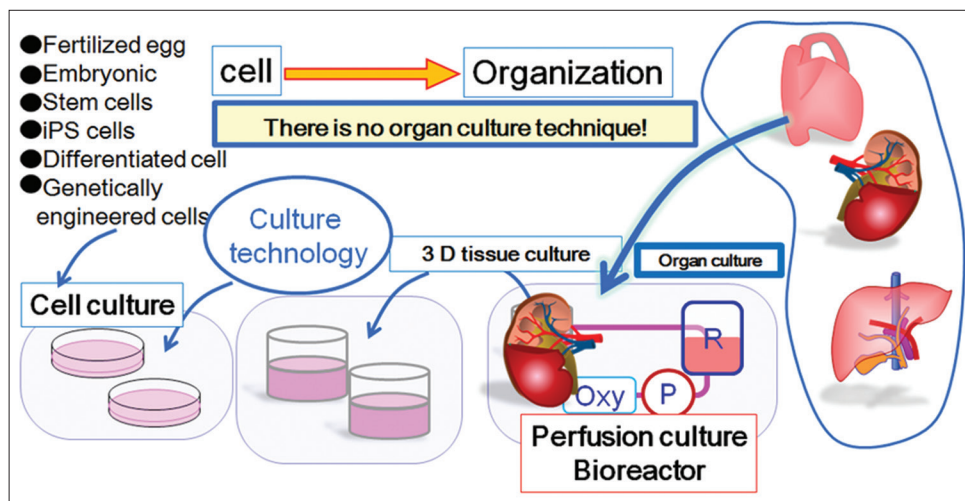 ●Fertilized egg
●Embryonic
●Stem cells
●iPS cells
●Differentiated cell
●Genetically
engineered cells
cell
Organization
There is no organ culture technique!
Culture
technology
3 D tissue culture
Organ culture
Cell culture
R
Oxy
P
Perfusion culture
Bioreactor